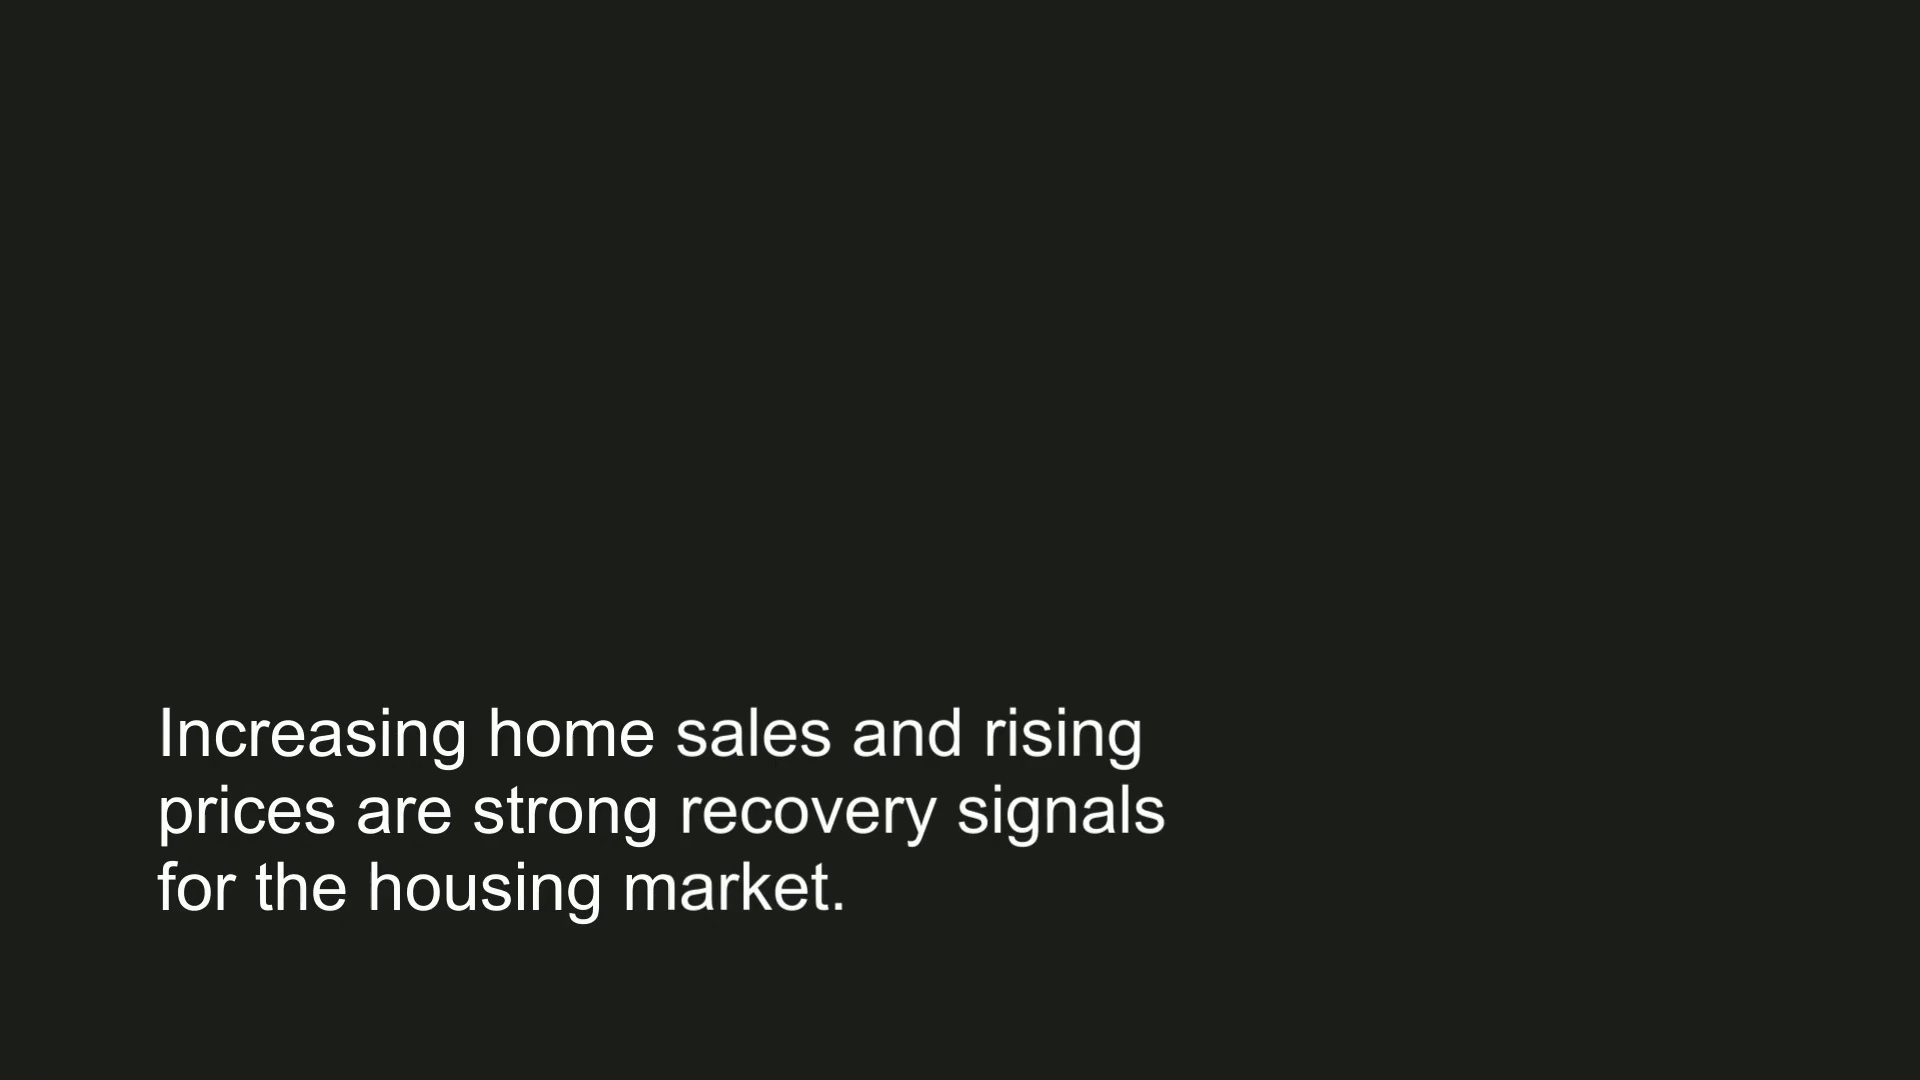 Increasing home sales and rising
prices are strong recovery signals
for the housing market.